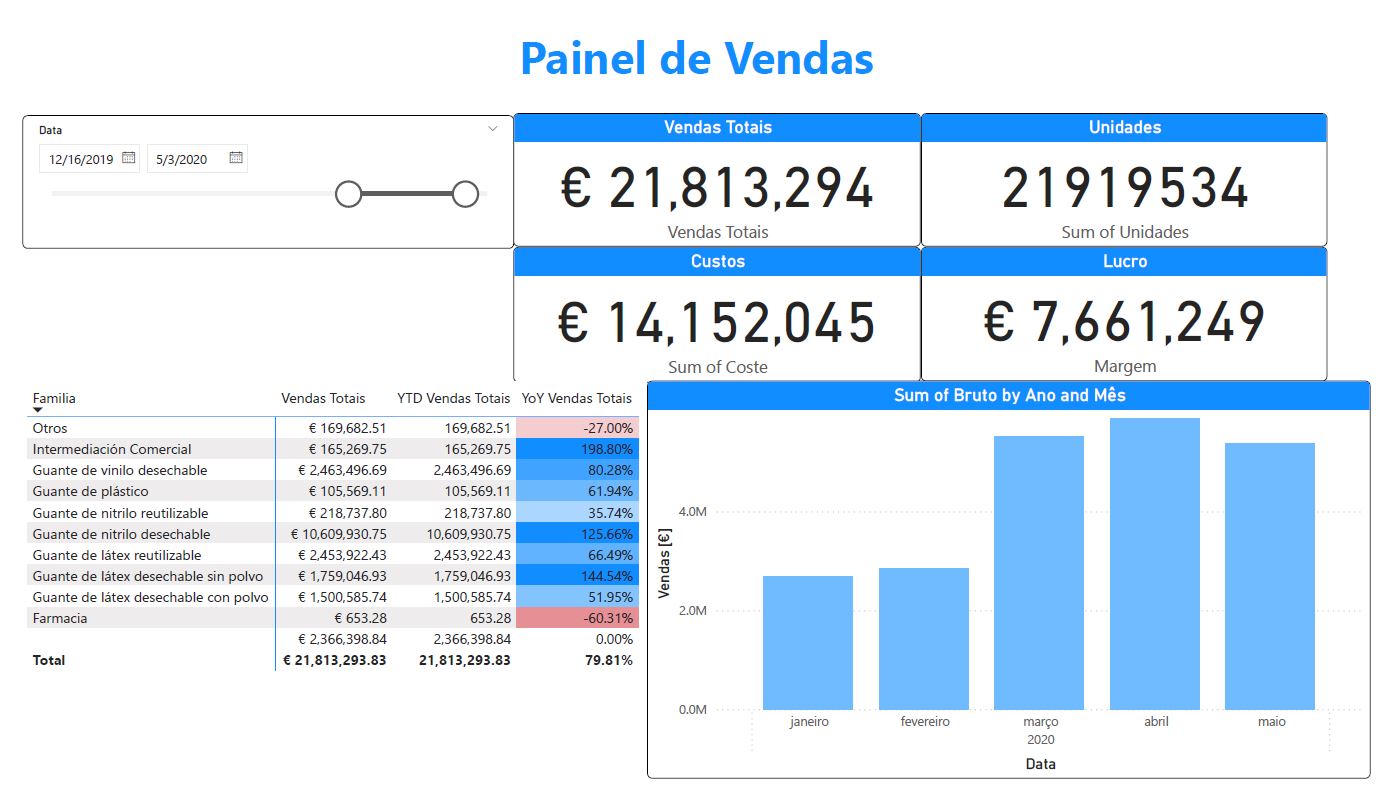 Painel de Vendas
Data
12/16/2019 5/3/2020
Vendas Totais
€ 21,813,294
Vendas Totais
Unidades
21919534
Sum of Unidades
Custos
€ 14,152,045
Sum of Coste
Lucro
€ 7,661,249
Margem
Familia Vendas Totais YTD Vendas Totais YoY Vendas Totais
Otros € 169,682.51 169,682.51 -27.00%
Intermediación Comercial € 165,269.75 165,269.75 198.80%
Guante de vinilo desechable € 2,463,496.69 2,463,496.69 80.28%
Guante de plástico € 105,569.11 105,569.11 61.94%
Guante de nitrilo reutilizable € 218,737.80 218,737.80 35.74%
Guante de nitrilo desechable € 10,609,930.75 10,609,930.75 125.66%
Guante de látex reutilizable € 2,453,922.43 2,453,922.43 66.49%
Guante de látex desechable sin polvo € 1,759,046.93 1,759,046.93 144.54%
Guante de látex desechable con polvo € 1,500,585.74 1,500,585.74 51.95%
Farmacia € 653.28 653.28 -60.31%
€ 2,366,398.84 2,366,398.84 0.00%
Total € 21,813,293.83 21,813,293.83 79.81%
Sum of Bruto by Ano and Mês
Vendas [€]
4.0M
2.0M
0.0M
janeiro fevereiro março abril maio
2020
Data